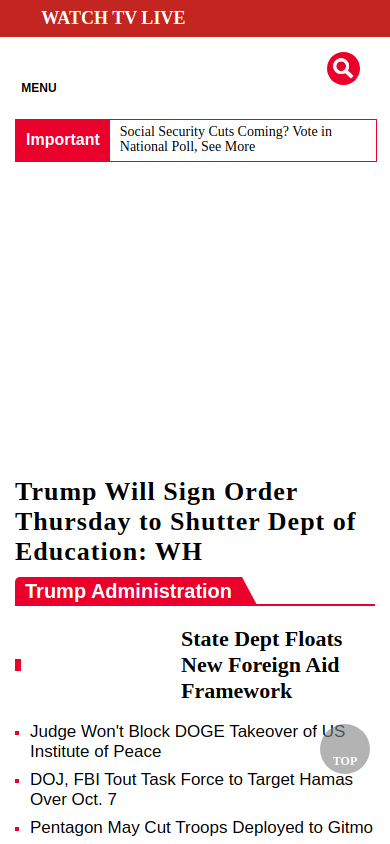 WATCH TV LIVE
MENU
Important
Social Security Cuts Coming? Vote in
National Poll, See More
Trump Will Sign Order
Thursday to Shutter Dept of
Education: WH
Trump Administration
State Dept Floats
New Foreign Aid
Framework
Judge Won't Block DOGE Takeover of US
Institute of Peace
TOP
DOJ, FBI Tout Task Force to Target Hamas
Over Oct. 7
Pentagon May Cut Troops Deployed to Gitmo